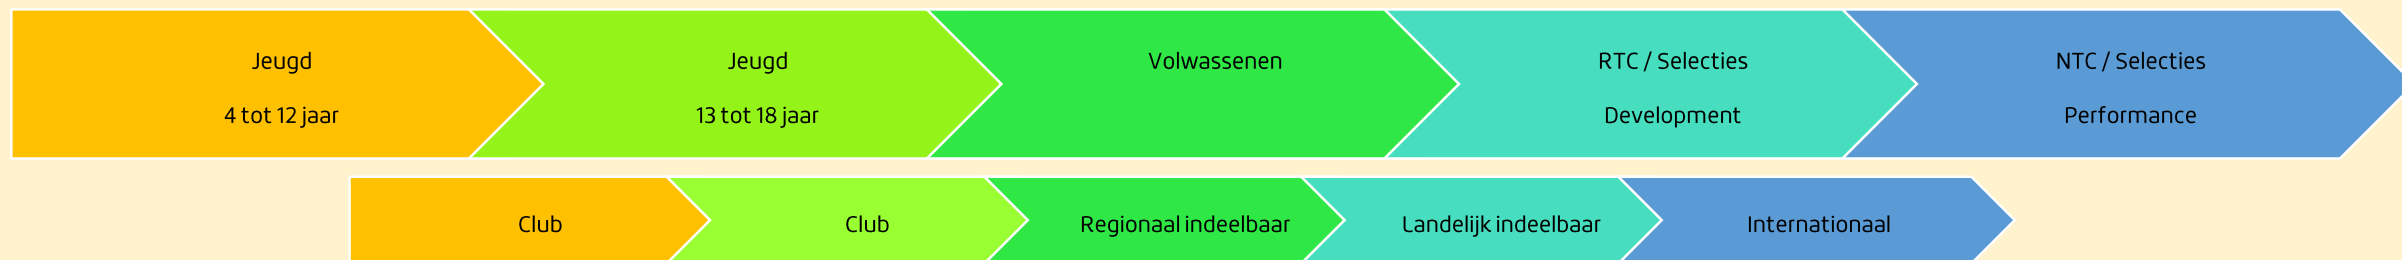 Jeugd
4 tot 12 jaar
Jeugd
13 tot 18 jaar
Volwassenen
RTC / Selecties
Development
NTC / Selecties
Performance
Club
Club
Regionaal indeelbaar
Landelijk indeelbaar
Internationaal